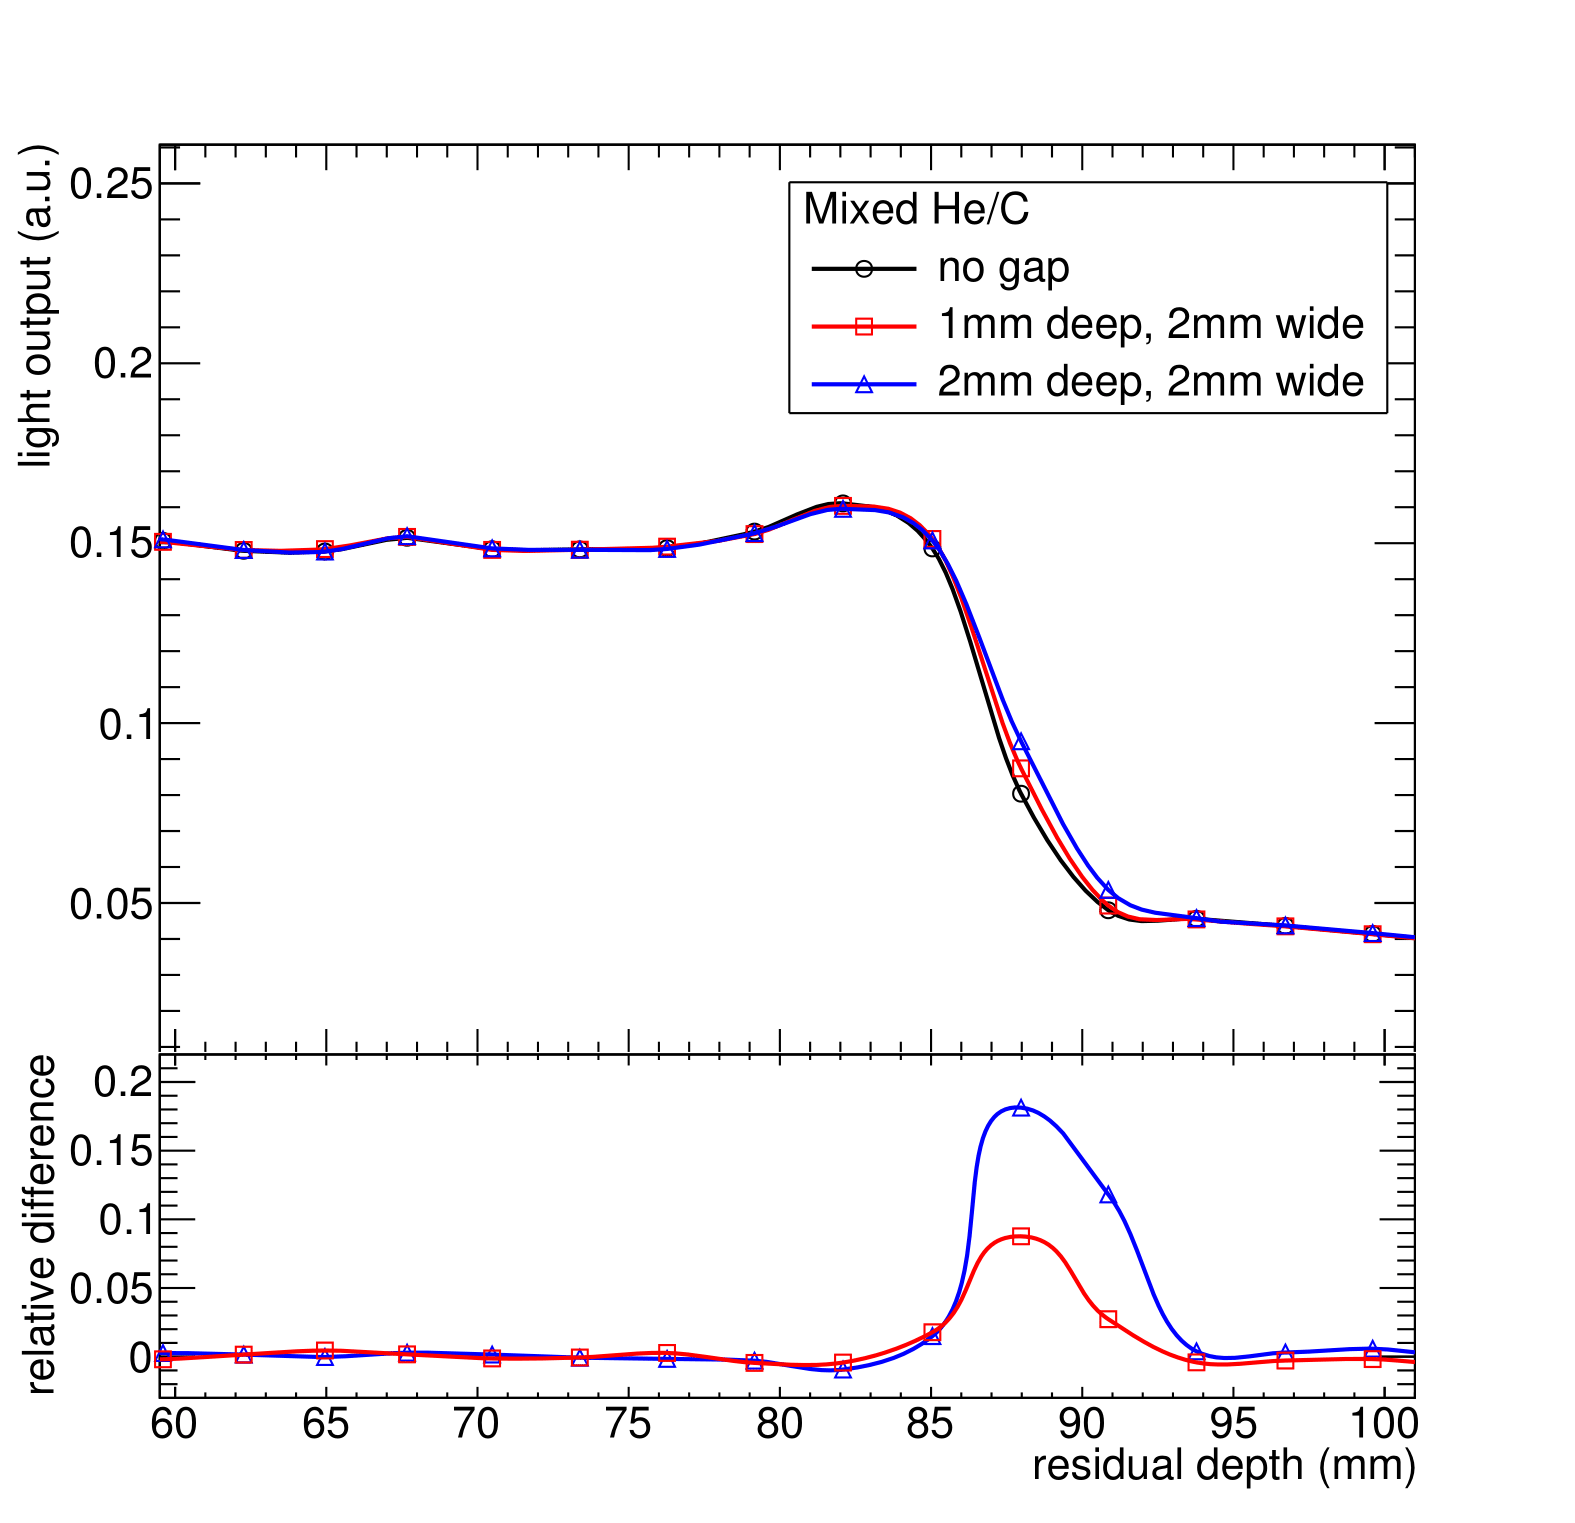 light output (a.u.)
0.25
0.2
0.15
0.1
0.05
Mixed He/C
no gap
1mm deep, 2mm wide
2mm deep, 2mm wide
relative difference
0.2
0.15
0.1
0.05
0
60 65 70 75 80 85 90 95 100
residual depth (mm)